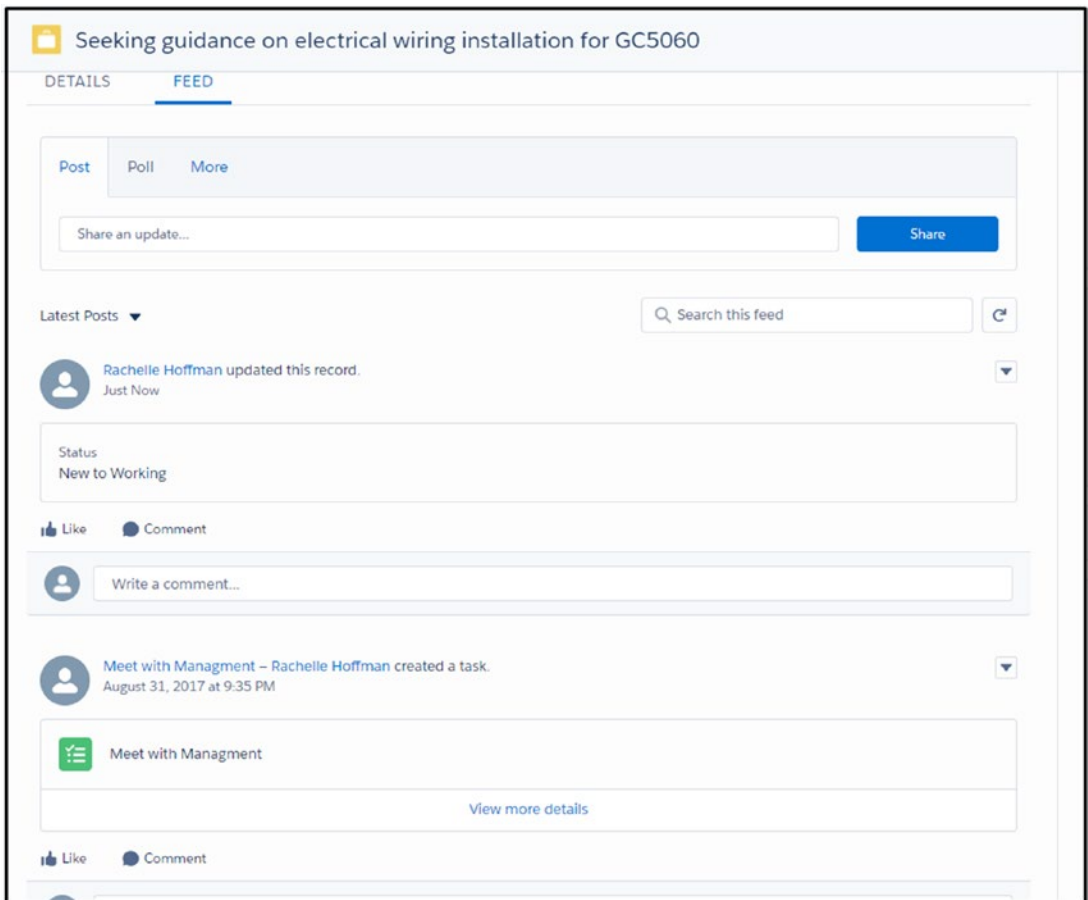 Seeking guidance on electrical wiring installation for GC5060
DETAILS FEED
Post Poll More
Share an update... Share
Latest Posts Search this feed
Rachelle Hoffman updated this record.
Just Now
Status
New to Working
Like Comment
Write a comment...
Meet with Managment – Rachelle Hoffman created a task.
August 31, 2017 at 9:35 PM
Meet with Managment
View more details
Like Comment